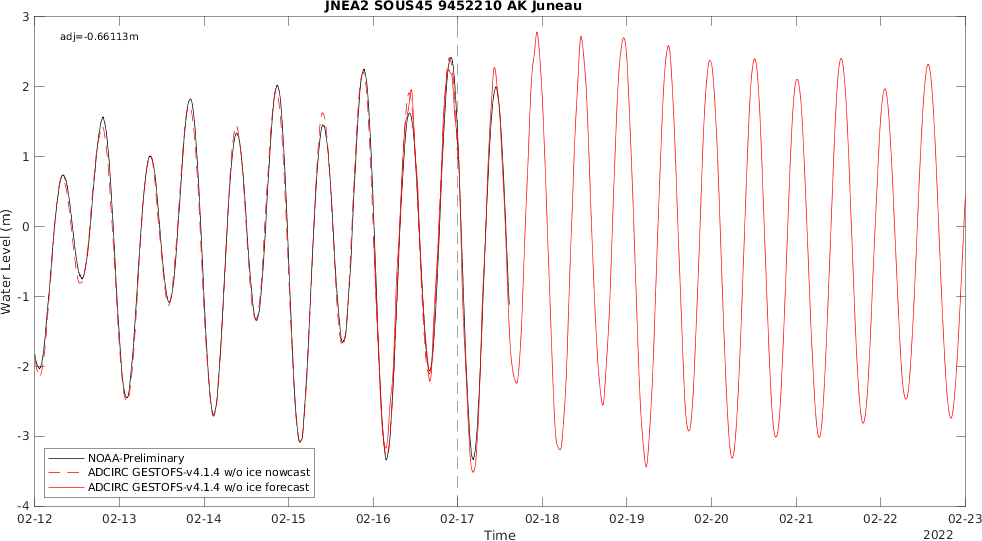 JNEA2 SOUS45 9452210 AK Juneau
adj=-0.66113m
3
2
1
0
-1
-2
-3
-4
Water Level (m)
NOAA-Preliminary
ADCIRC GESTOFS-v4.1.4 w/o ice nowcast
ADCIRC GESTOFS-v4.1.4 w/o ice forecast
02-12 02-13 02-14 02-15 02-16 02-17 02-18 02-19 02-20 02-21 02-22 02-23
Time
2022